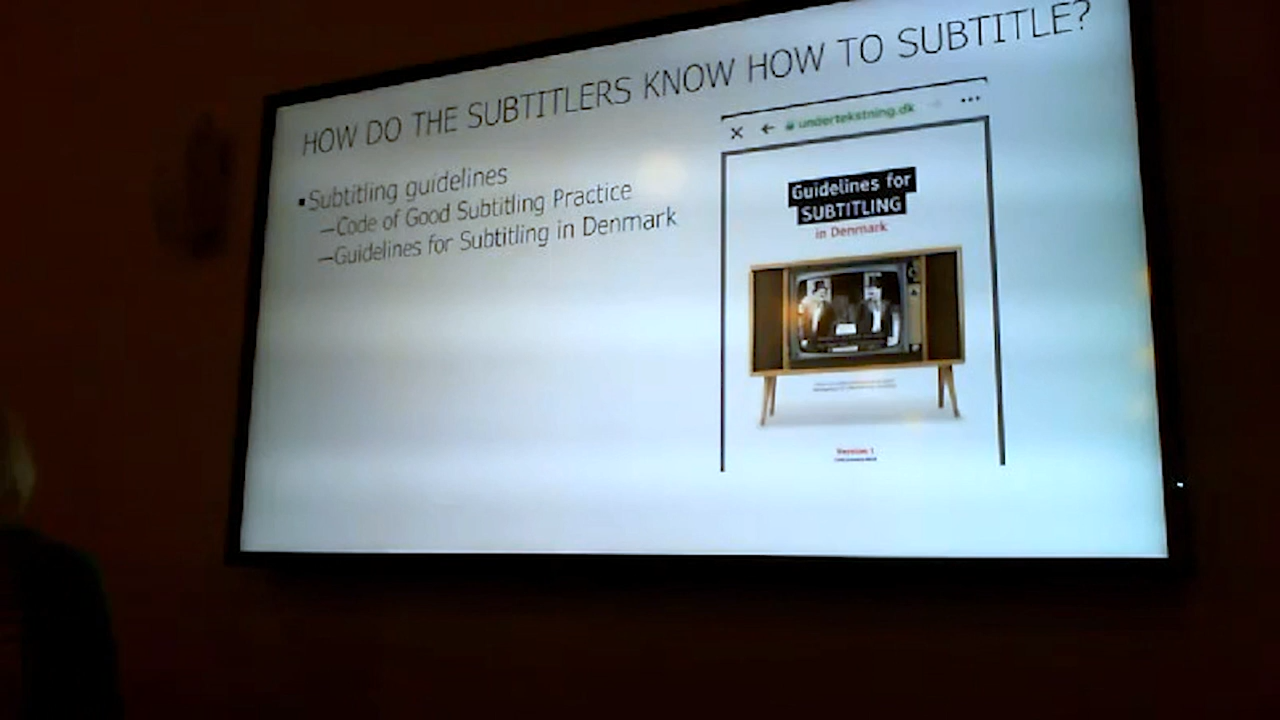 HOW DO THE SUBTITLERS KNOW HOW TO SUBTITLE?
▪Subtitling guidelines
—Code of Good Subtitling Practice
—Guidelines for Subtitling in Denmark
undertekstning.dk
Guidelines for
SUBTITLING
in Denmark
Version 1